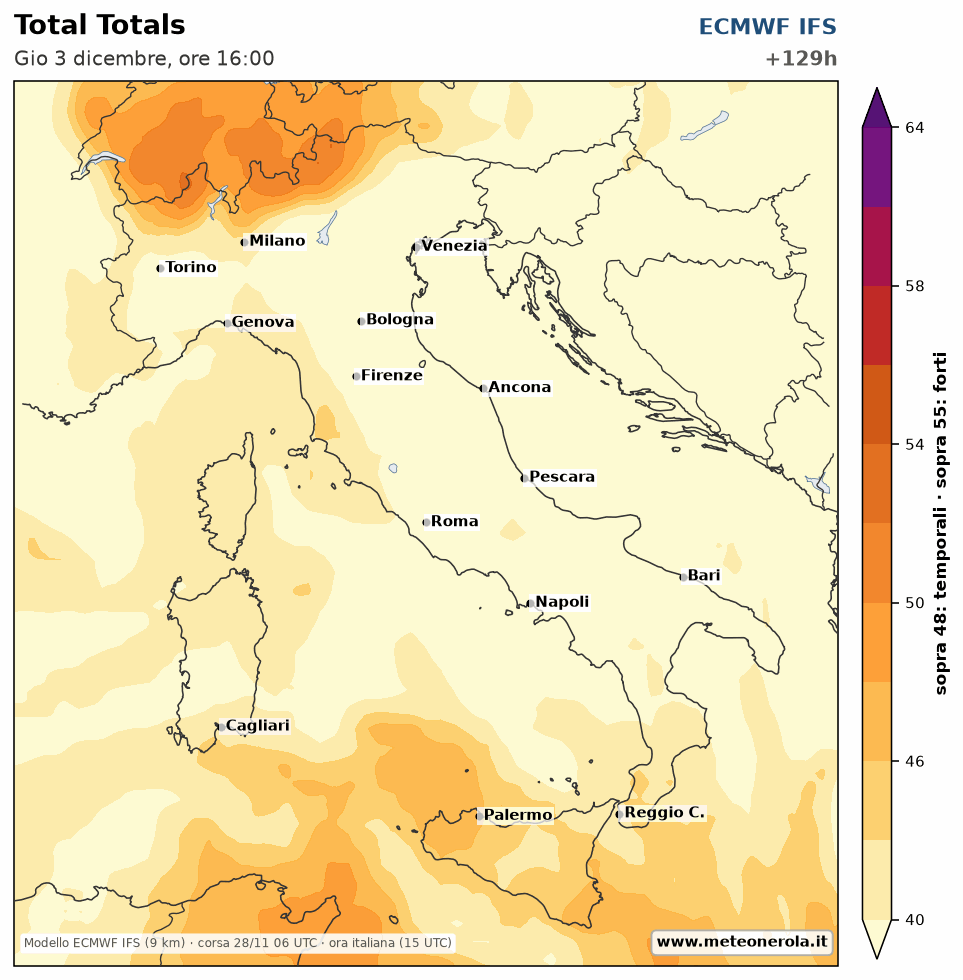 Total Totals
ECMWF IFS
Gio 3 dicembre, ore 16:00
+129h
Milano
Venezia
Torino
Genova
Bologna
Firenze
Ancona
Pescara
Roma
Bari
Napoli
Cagliari
Palermo
Reggio C.
64
58
54
50
46
40
sopra 48: temporali · sopra 55: forti
Modello ECMWF IFS (9 km) · corsa 28/11 06 UTC · ora italiana (15 UTC)
www.meteonerola.it